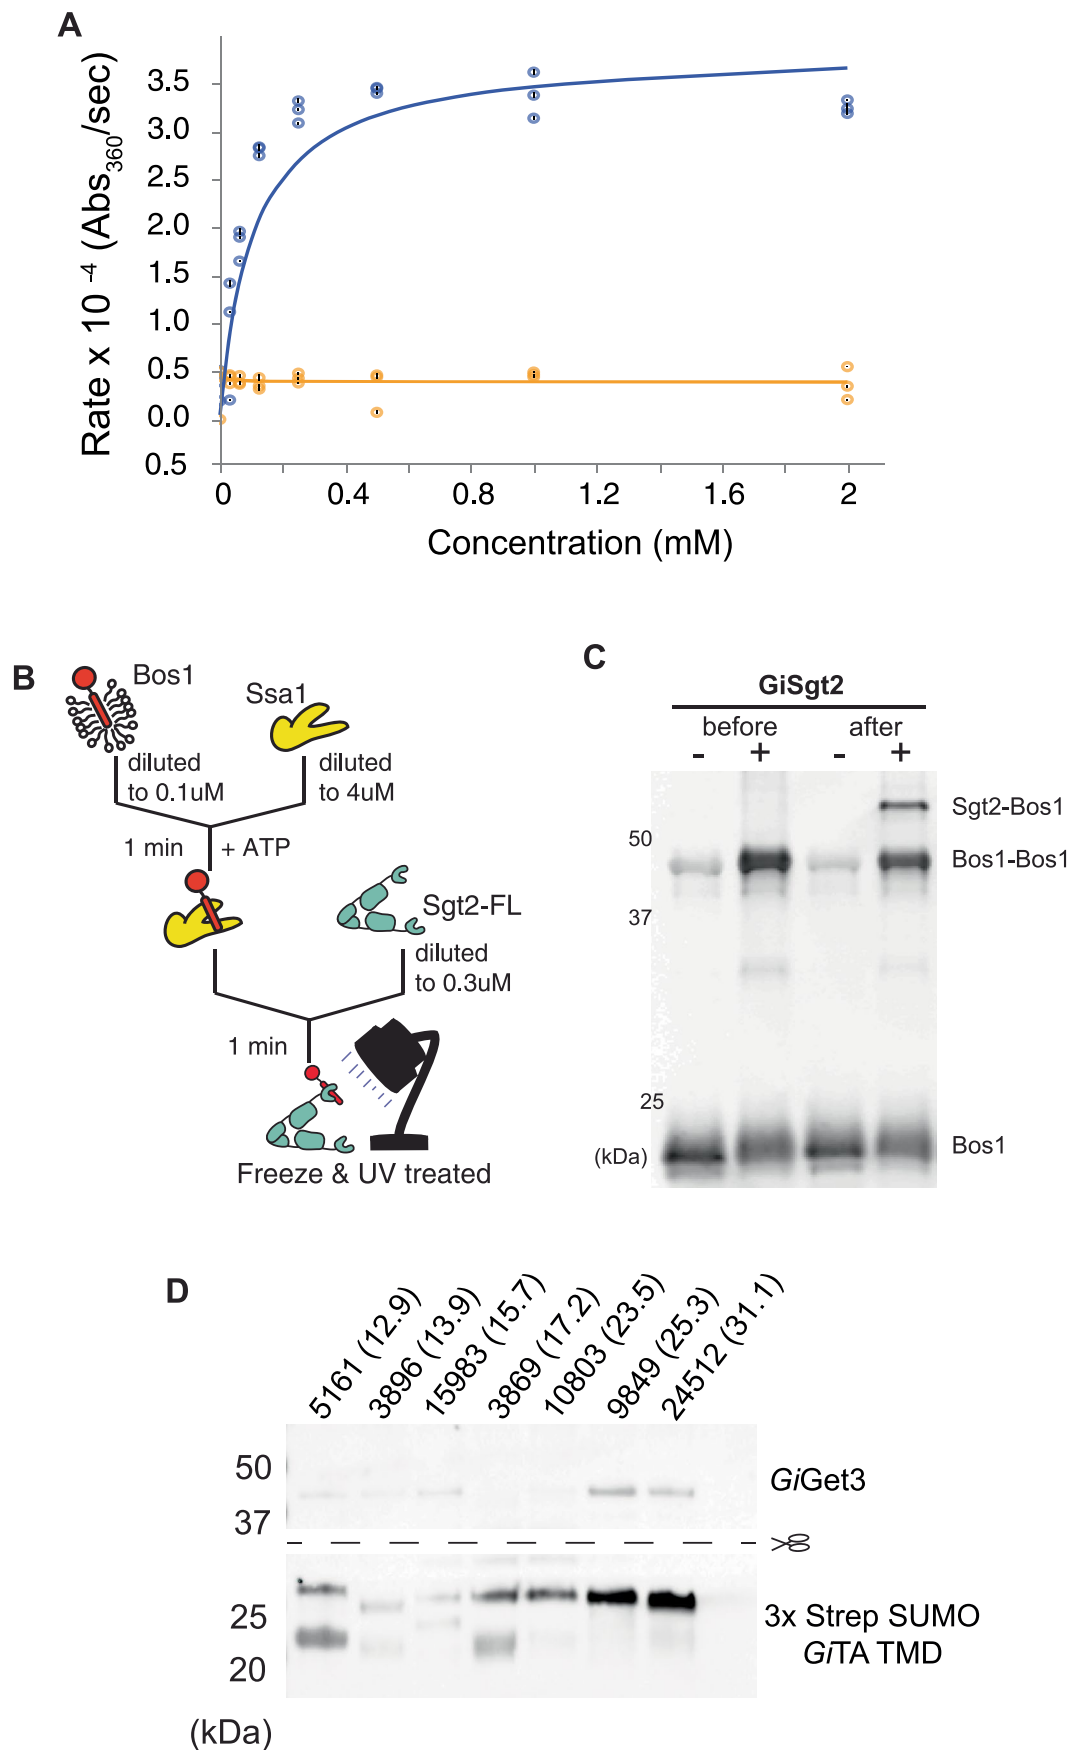 A
Rate x 10 ⁻⁴ (Abs₃₆₀/sec)
3.5
3.0
2.5
2.0
1.5
1.0
0.5
0.0
0.5
0 0.4 0.8 1.2 1.6 2
Concentration (mM)
B
Bos1
Ssa1
diluted
to 0.1uM
diluted
to 4uM
1 min + ATP
Sgt2-FL
diluted
to 0.3uM
1 min
Freeze & UV treated
C
GiSgt2
before after
- + - +
50
37
25
(kDa)
Sgt2-Bos1
Bos1-Bos1
Bos1
D
5161 (12.9)
3896 (13.9)
15983 (15.7)
3869 (17.2)
10803 (23.5)
9849 (25.3)
24512 (31.1)
50
37
25
20
(kDa)
GiGet3
3x Strep SUMO
GiTA TMD